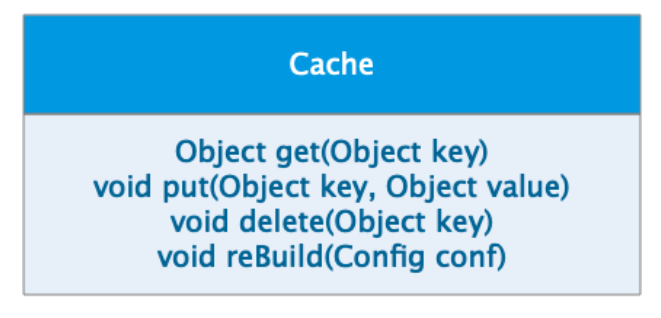 Cache
Object get(Object key)
void put(Object key, Object value)
void delete(Object key)
void reBuild(Config conf)